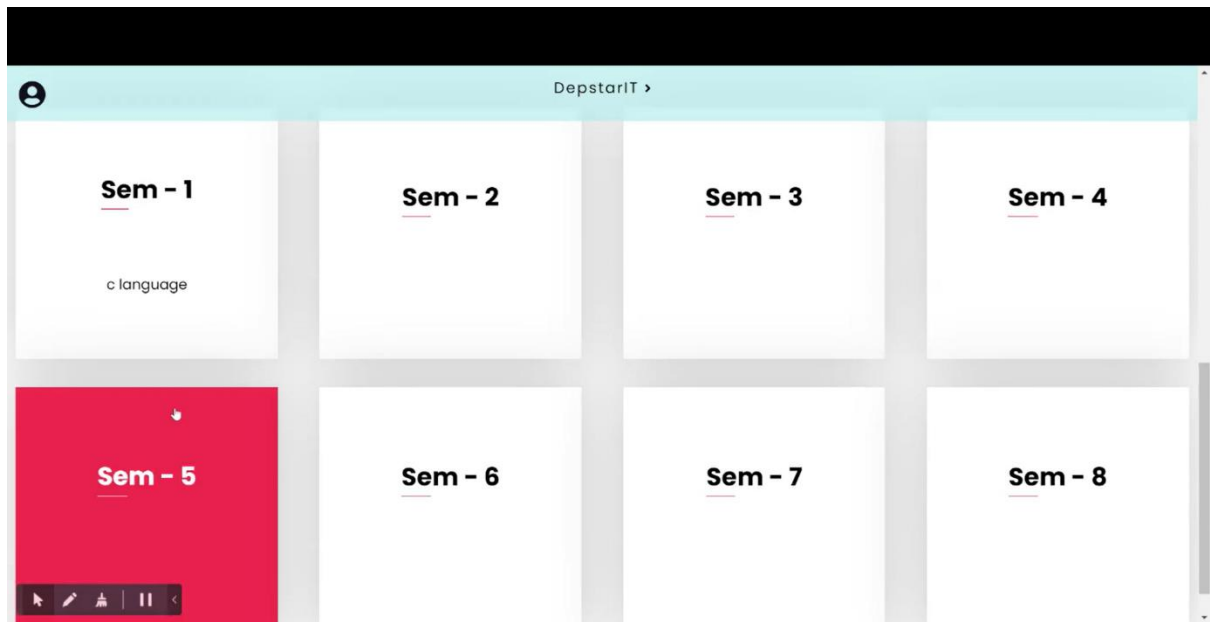 DepstarIT >
Sem - 1
Sem - 2
Sem - 3
Sem - 4
c language
Sem - 5
Sem - 6
Sem - 7
Sem - 8